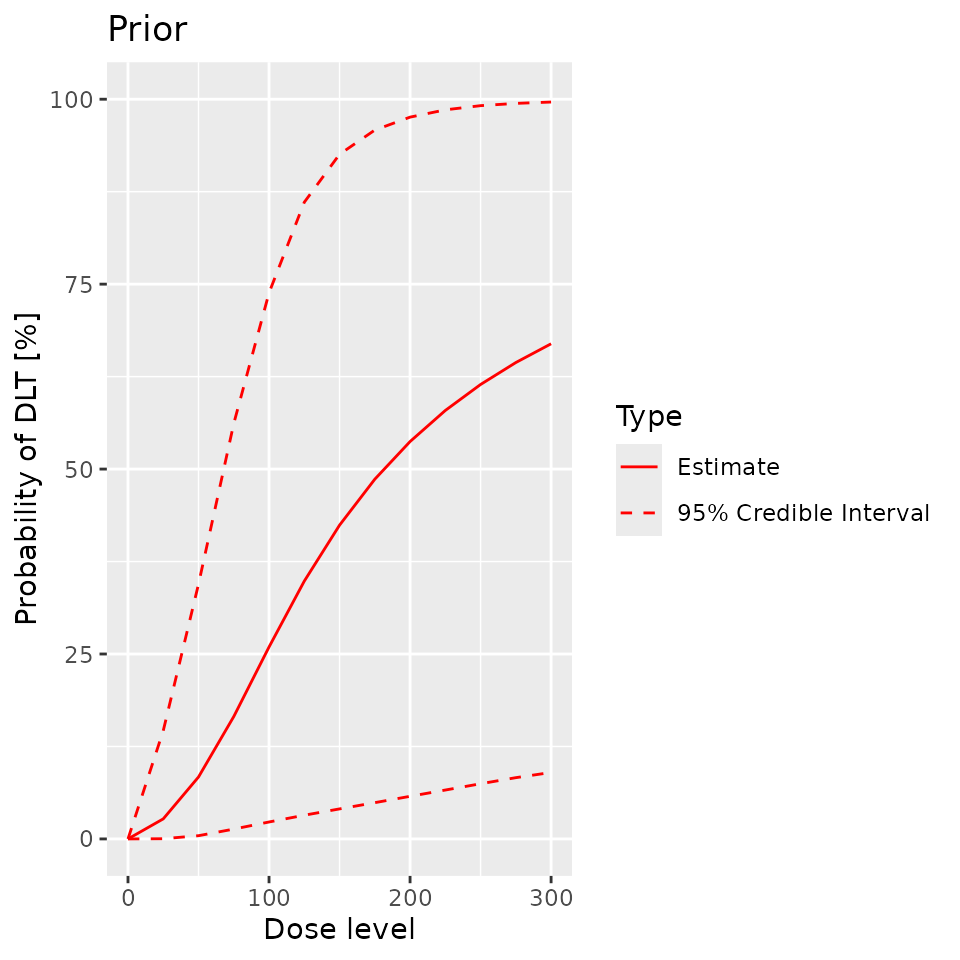 Prior
Probability of DLT [%]
100
75
50
25
0
0 100 200 300
Dose level
Type
Estimate
95% Credible Interval